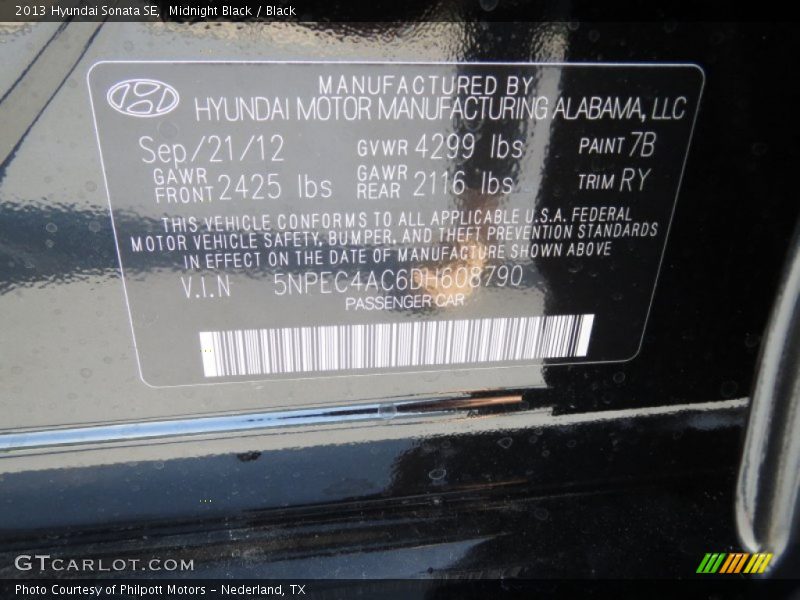 2013 Hyundai Sonata SE,  Midnight Black / Black
MANUFACTURED BY
HYUNDAI MOTOR MANUFACTURING ALABAMA, LLC
Sep/21/12 GVWR 4299 lbs PAINT 7B
GAWR FRONT 2425 lbs GAWR REAR 2116 lbs TRIM RY
THIS VEHICLE CONFORMS TO ALL APPLICABLE U.S.A. FEDERAL
MOTOR VEHICLE SAFETY, BUMPER, AND THEFT PREVENTION STANDARDS
IN EFFECT ON THE DATE OF MANUFACTURE SHOWN ABOVE
V.I.N 5NPEC4AC6DH608790
PASSENGER CAR
GTCARLOT.COM
Photo Courtesy of Philpott Motors - Nederland, TX